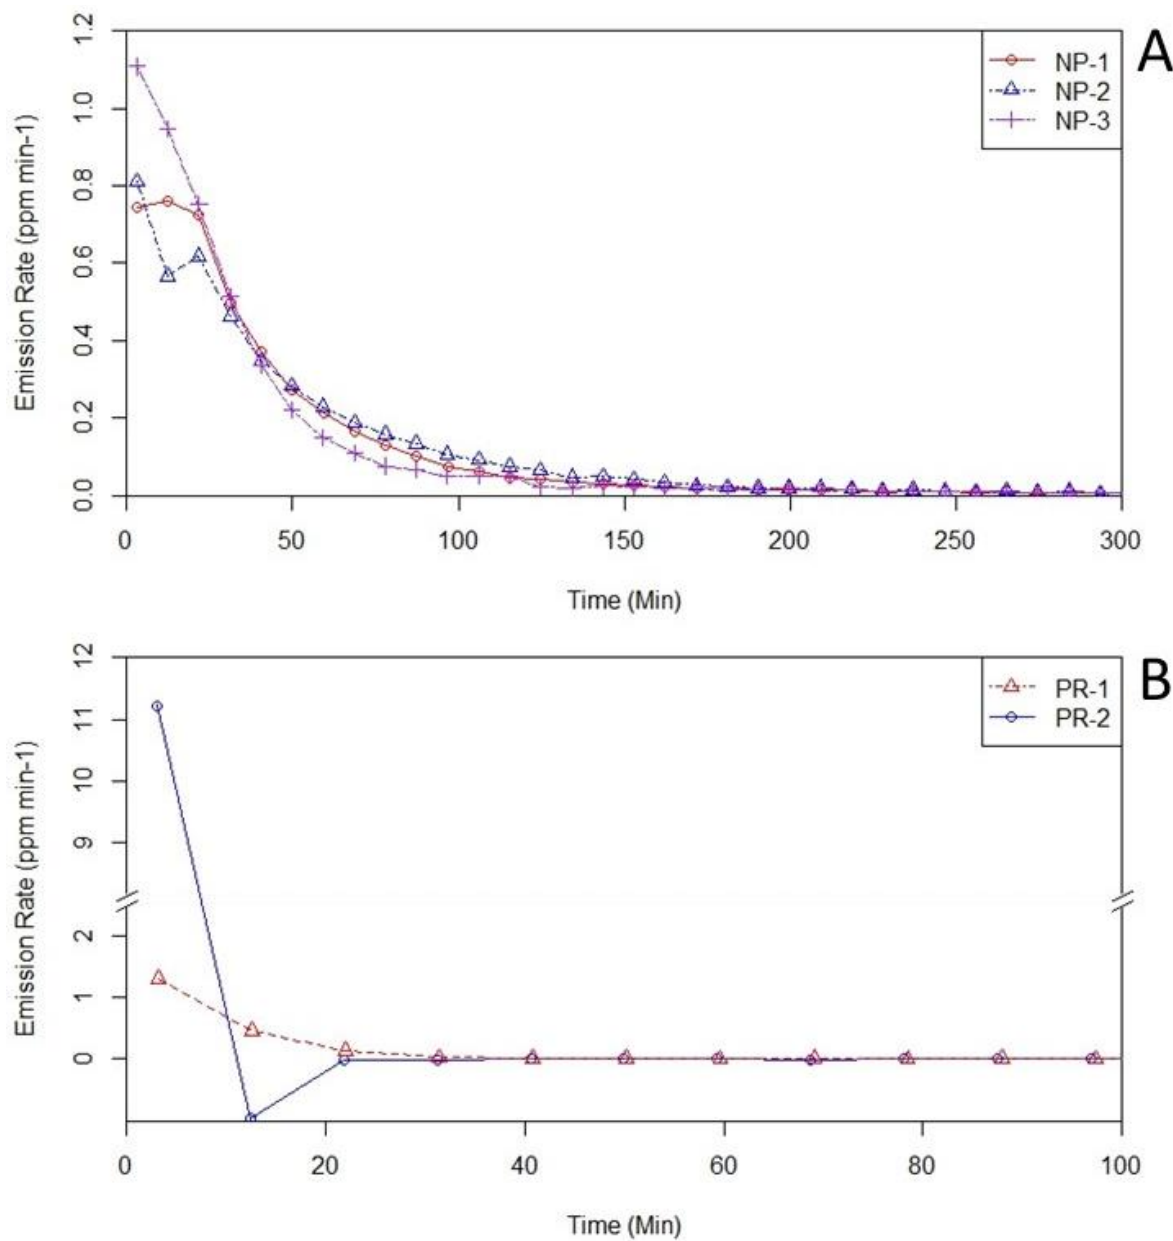 A
NP-1
NP-2
NP-3
Emission Rate (ppm min-1)
1.2
1.0
0.8
0.6
0.4
0.2
0.0
0 50 100 150 200 250 300
Time (Min)
B
PR-1
PR-2
Emission Rate (ppm min-1)
12
11
10
9
2
1
0
0 20 40 60 80 100
Time (Min)